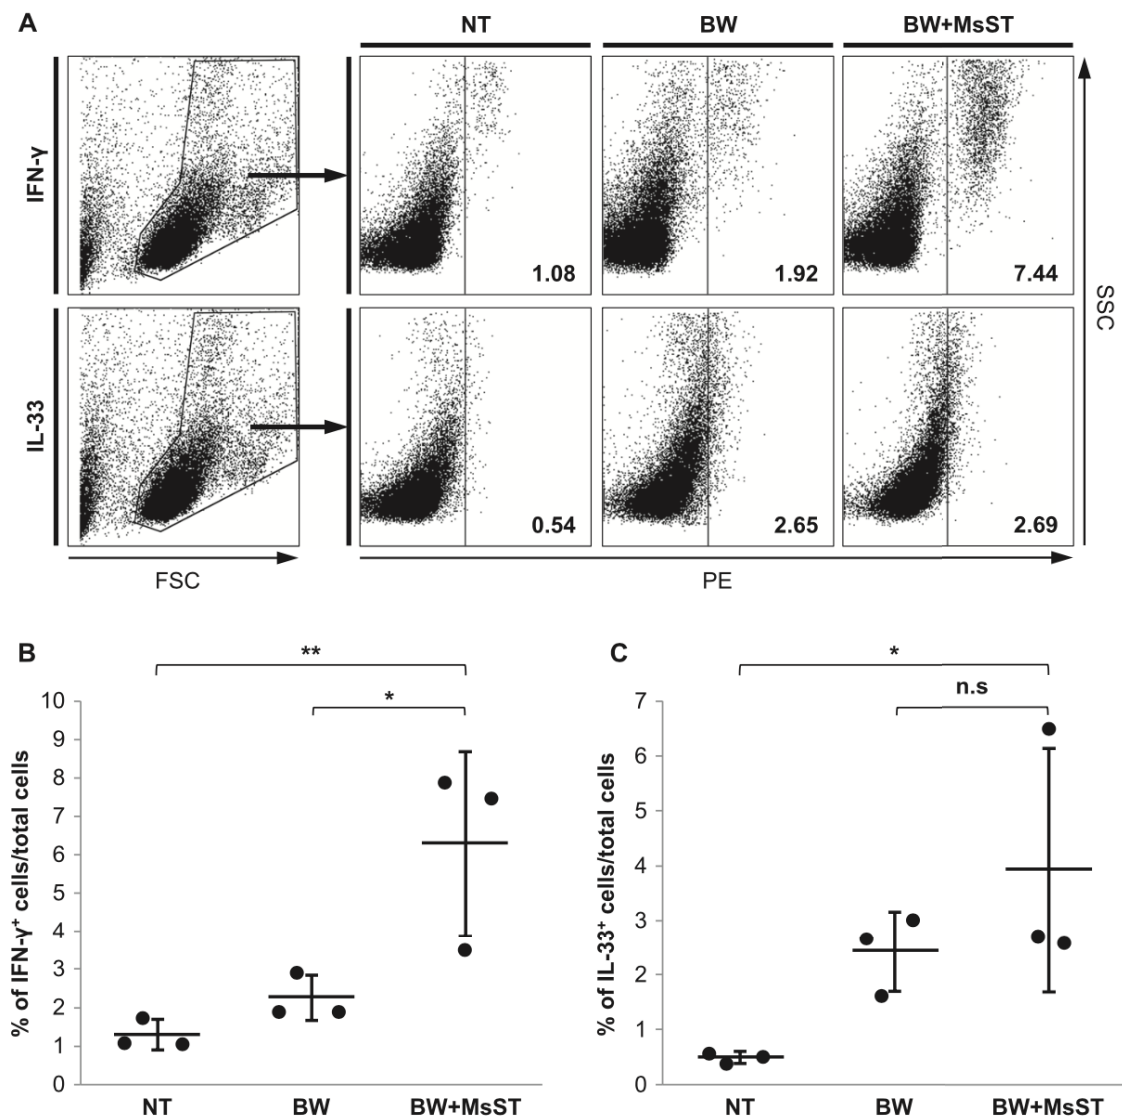 A
NT
BW
BW+MsST
IFN-γ
1.08
1.92
7.44
SSC
IL-33
0.54
2.65
2.69
FSC
PE
B
**
*
% of IFN-γ+ cells/total cells
10
9
8
7
6
5
4
3
2
1
0
NT
BW
BW+MsST
C
*
n.s
% of IL-33+ cells/total cells
7
6
5
4
3
2
1
0
NT
BW
BW+MsST